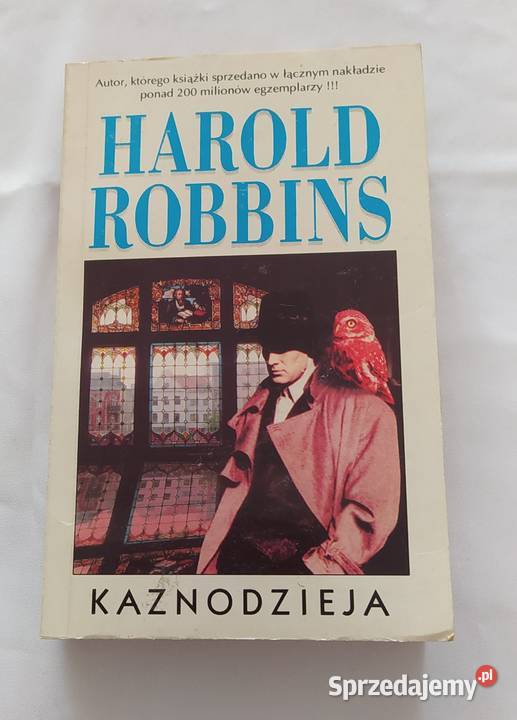 Autor, którego książki sprzedano w łącznym nakładzie
ponad 200 milionów egzemplarzy !!!
HAROLD
ROBBINS
KAZNODZIEJA
Sprzedajemy.pl